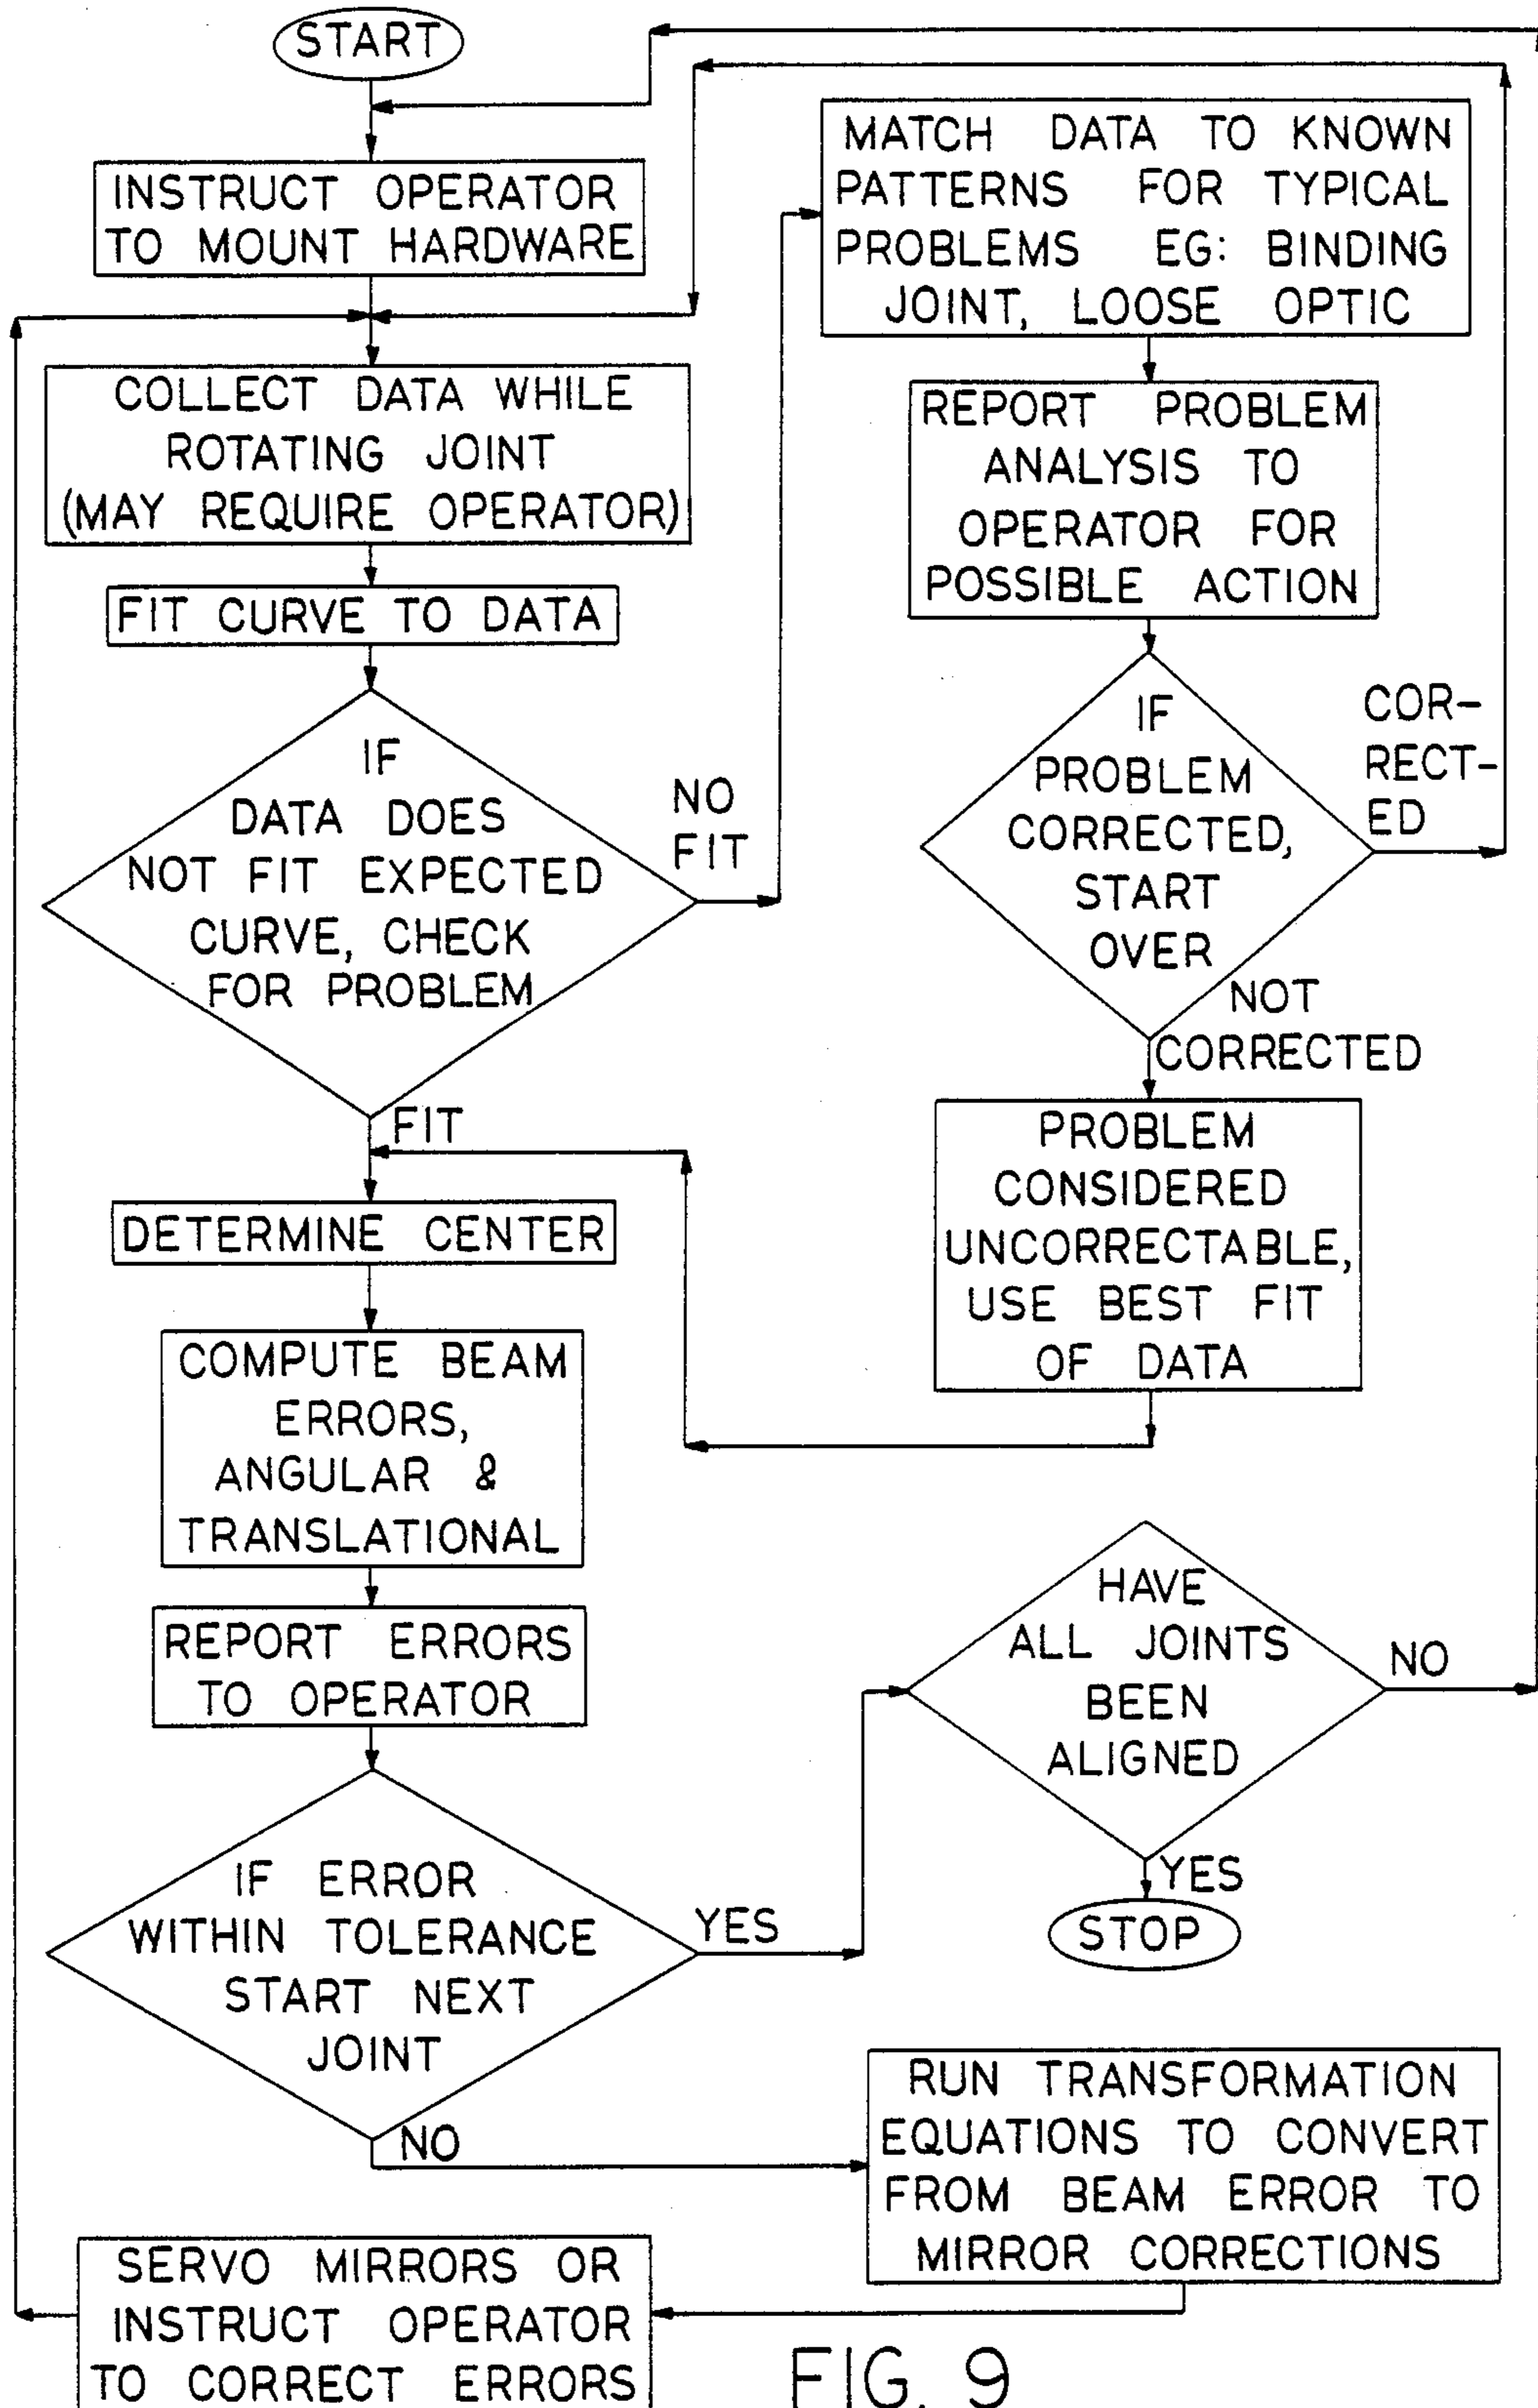 START
INSTRUCT OPERATOR
TO MOUNT HARDWARE
COLLECT DATA WHILE
ROTATING JOINT
(MAY REQUIRE OPERATOR)
FIT CURVE TO DATA
IF
DATA DOES
NOT FIT EXPECTED
CURVE, CHECK
FOR PROBLEM
NO
FIT
MATCH DATA TO KNOWN
PATTERNS FOR TYPICAL
PROBLEMS EG: BINDING
JOINT, LOOSE OPTIC
REPORT PROBLEM
ANALYSIS TO
OPERATOR FOR
POSSIBLE ACTION
IF
PROBLEM
CORRECTED,
START
OVER
COR-
RECT-
ED
NOT
CORRECTED
PROBLEM
CONSIDERED
UNCORRECTABLE,
USE BEST FIT
OF DATA
FIT
DETERMINE CENTER
COMPUTE BEAM
ERRORS,
ANGULAR &
TRANSLATIONAL
REPORT ERRORS
TO OPERATOR
IF ERROR
WITHIN TOLERANCE
START NEXT
JOINT
YES
HAVE
ALL JOINTS
BEEN
ALIGNED
NO
YES
STOP
NO
RUN TRANSFORMATION
EQUATIONS TO CONVERT
FROM BEAM ERROR TO
MIRROR CORRECTIONS
SERVO MIRRORS OR
INSTRUCT OPERATOR
TO CORRECT ERRORS
FIG. 9